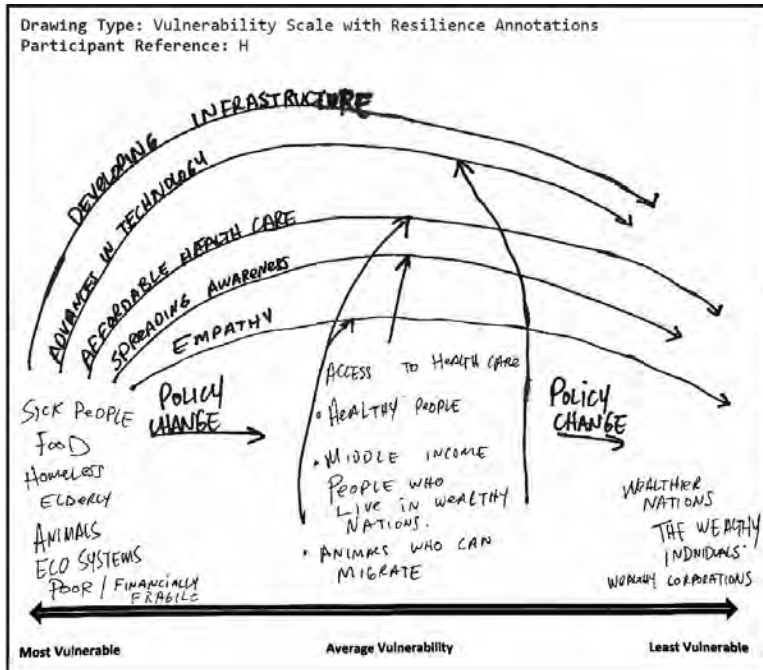 Drawing Type: Vulnerability Scale with Resilience Annotations
Participant Reference: H
DEVELOPING INFRASTRUCTURE
ADVANCES IN TECHNOLOGY
AFFORDABLE HEALTH CARE
SPREADING AWARENESS
EMPATHY
POLICY
CHANGE
SICK PEOPLE
FOOD
HOMELESS
ELDERLY
ANIMALS
ECO SYSTEMS
POOR / FINANCIALLY
FRAGILE
ACCESS TO HEALTH CARE
• HEALTHY PEOPLE
• MIDDLE INCOME
PEOPLE WHO
LIVE IN WEALTHY
NATIONS.
• ANIMALS WHO CAN
MIGRATE
POLICY
CHANGE
WEALTHIER
NATIONS
THE WEALTHY
INDIVIDUALS.
WEALTHY CORPORATIONS
Most Vulnerable
Average Vulnerability
Least Vulnerable